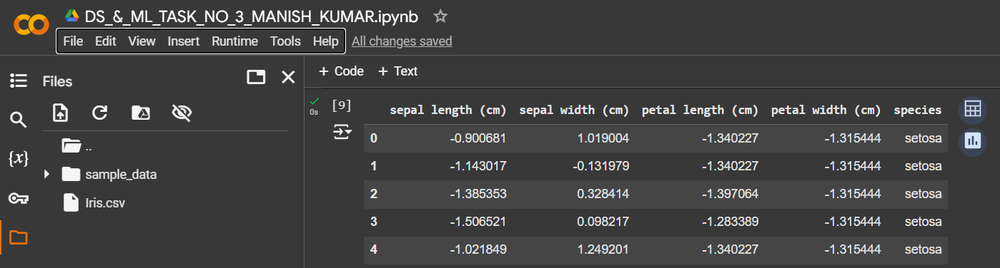 DS_&_ML_TASK_NO_3_MANISH_KUMAR.ipynb
File Edit View Insert Runtime Tools Help All changes saved
Files
+ Code + Text
{x}
..
sample_data
Iris.csv
0s
[9]
sepal length (cm) sepal width (cm) petal length (cm) petal width (cm) species
0 -0.900681 1.019004 -1.340227 -1.315444 setosa
1 -1.143017 -0.131979 -1.340227 -1.315444 setosa
2 -1.385353 0.328414 -1.397064 -1.315444 setosa
3 -1.506521 0.098217 -1.283389 -1.315444 setosa
4 -1.021849 1.249201 -1.340227 -1.315444 setosa